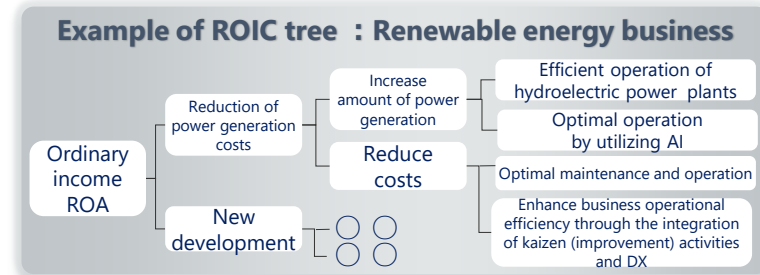 Example of ROIC tree ：Renewable energy business
Ordinary
income
ROA
Reduction of
power generation
costs
New
development
Increase
amount of power
generation
Reduce
costs
Efficient operation of
hydroelectric power plants
Optimal operation
by utilizing AI
Optimal maintenance and operation
Enhance business operational
efficiency through the integration
of kaizen (improvement) activities
and DX